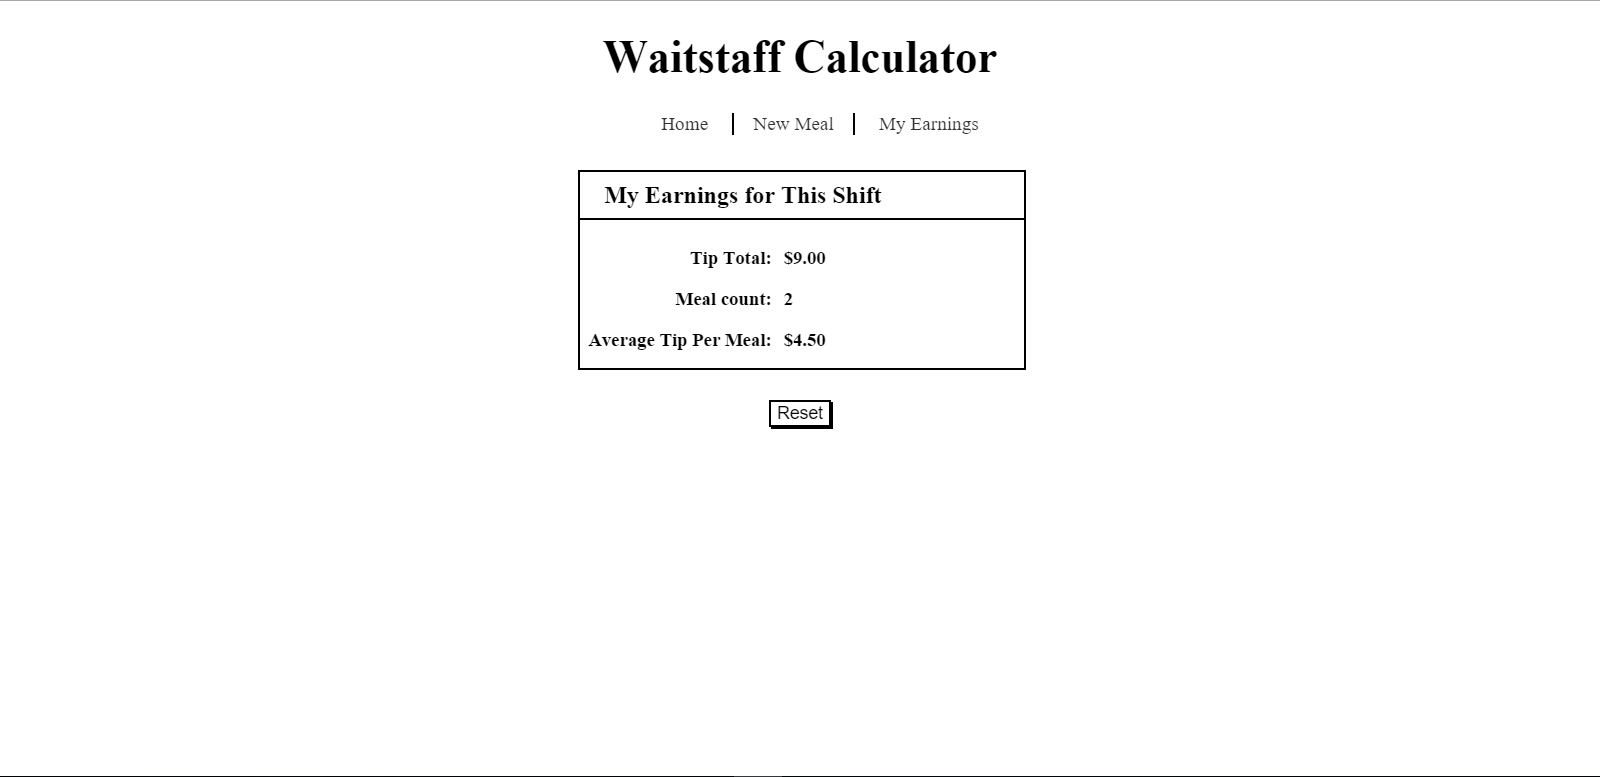 Waitstaff Calculator
Home New Meal My Earnings
My Earnings for This Shift
Tip Total: $9.00
Meal count: 2
Average Tip Per Meal: $4.50
Reset